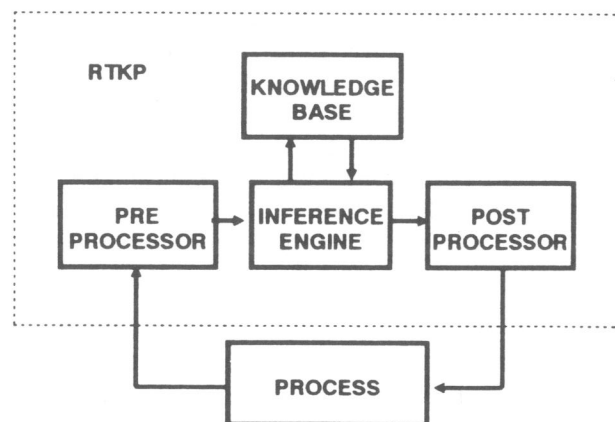 RTKP
KNOWLEDGE
BASE
PRE
PROCESSOR
INFERENCE
ENGINE
POST
PROCESSOR
PROCESS